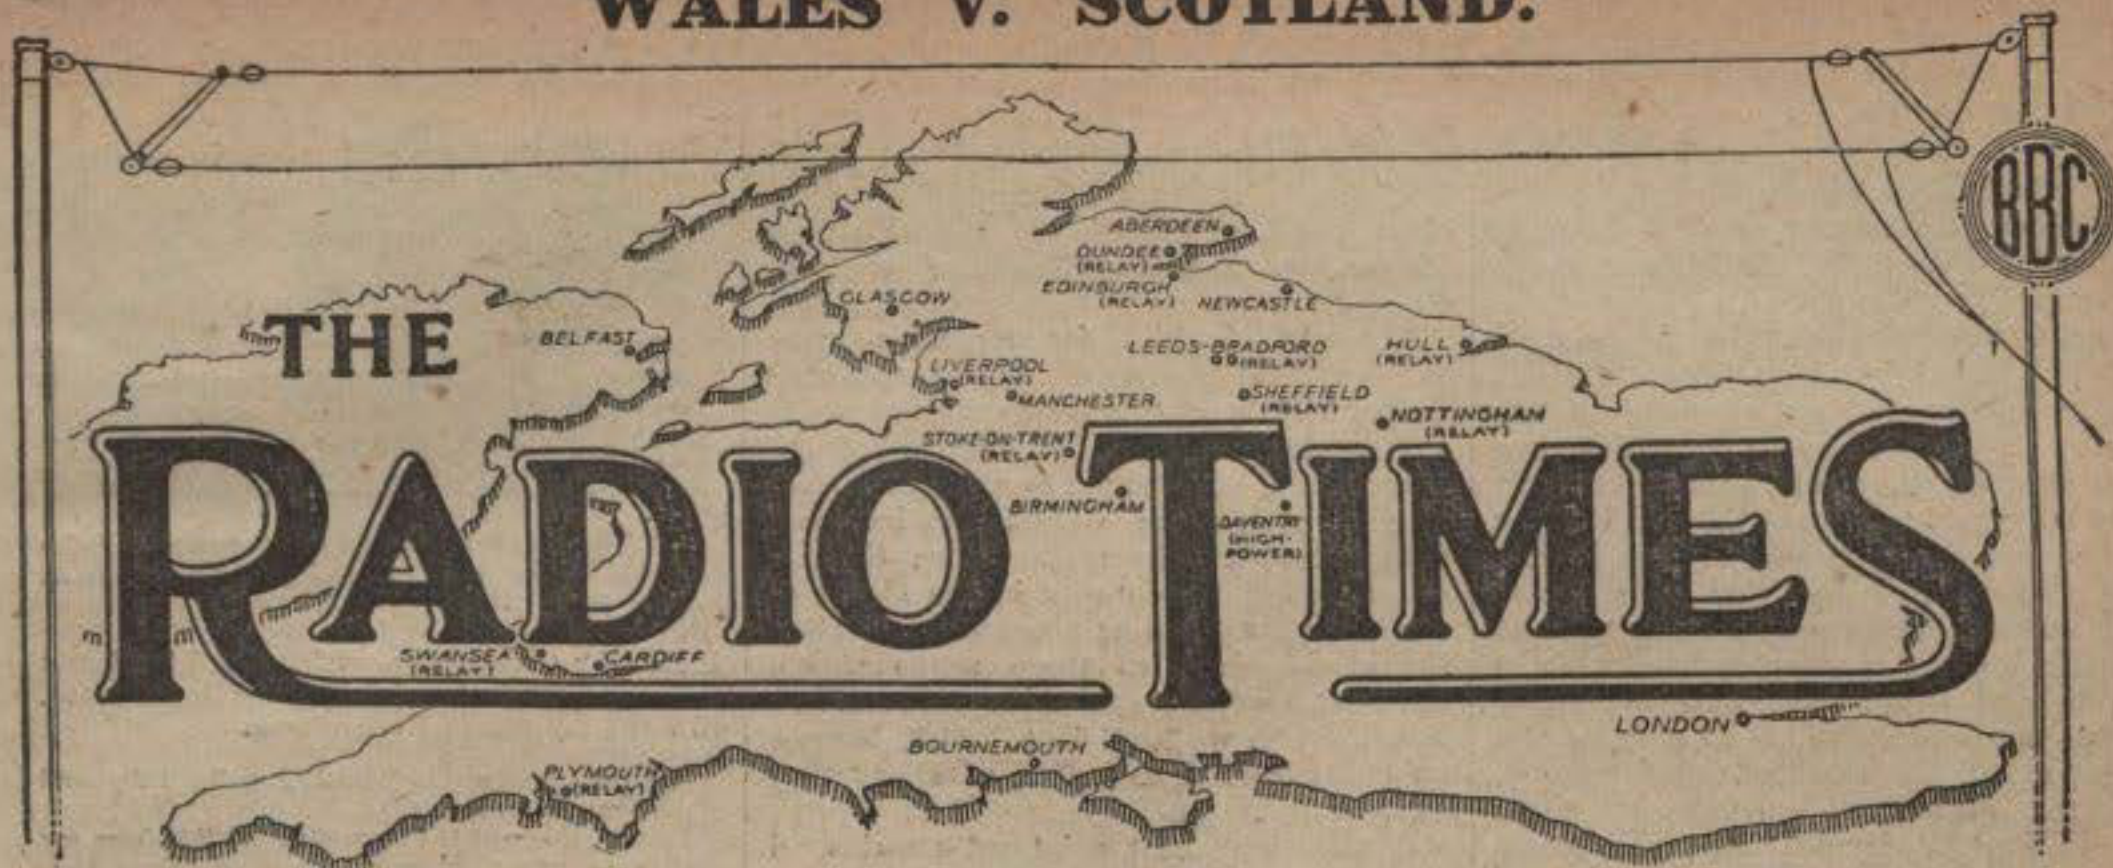 WALES v. SCOTLAND.
BBC
ABERDEEN
DUNDEE
(RELAY)
EDINBURGH
(RELAY)
NEWCASTLE
GLASGOW
THE
BELFAST
LEEDS-BRADFORD
(RELAY)
HULL
(RELAY)
LIVERPOOL
(RELAY)
MANCHESTER
SHEFFIELD
(RELAY)
NOTTINGHAM
(RELAY)
STOKE-ON-TRENT
(RELAY)
RADIO TIMES
BIRMINGHAM
DAVENTRY
(HIGH-
POWER)
SWANSEA
(RELAY)
CARDIFF
LONDON
BOURNEMOUTH
PLYMOUTH
(RELAY)